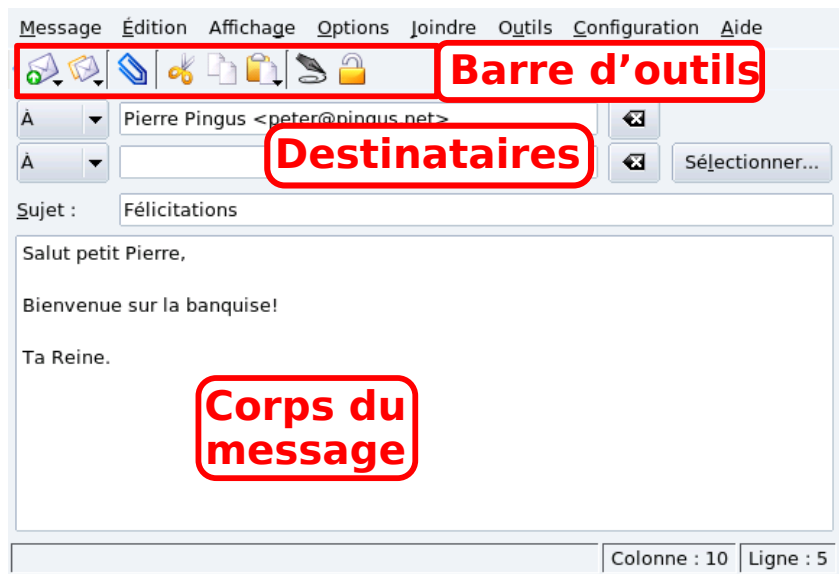 Message Édition Affichage Options Joindre Outils Configuration Aide
Barre d’outils
À Pierre Pingus <peter@pingus.net>
Destinataires
À Sélectionner...
Sujet : Félicitations
Salut petit Pierre,
Bienvenue sur la banquise!
Ta Reine.
Corps du
message
Colonne : 10 Ligne : 5